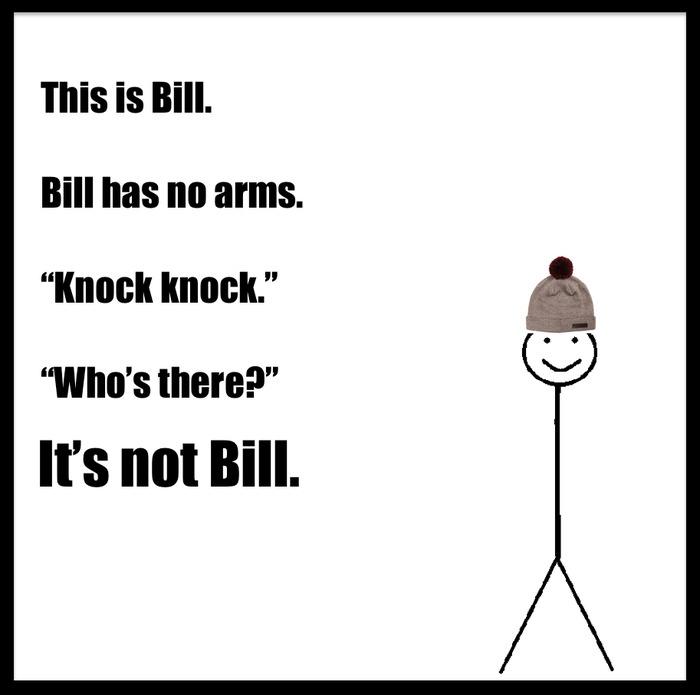 This is Bill.
Bill has no arms.
“Knock knock.”
“Who’s there?”
It’s not Bill.